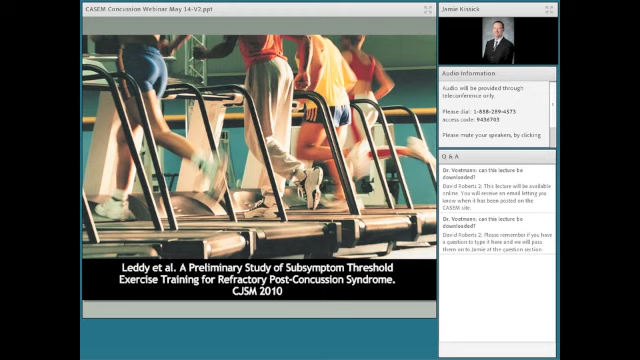 CASEM Concussion Webinar May 14-V2.ppt
Leddy et al. A Preliminary Study of Subsymptom Threshold
Exercise Training for Refractory Post-Concussion Syndrome.
CJSM 2010
Jamie Kissick
Audio Information
Audio will be provided through
teleconference only.
Please dial: 1-888-289-4573
access code: 9436703
Please mute your speakers, by clicking
Q & A
Dr. Voetmann: can this lecture be
downloaded?
David Roberts 2: This lecture will be available
online. You will receive an email letting you
know when it has been posted on the
CASEM site.
Dr. Voetmann: can this lecture be
downloaded?
David Roberts 2: Please remember if you have
a question to type it here and we will pass
them on to Jamie at the question section.